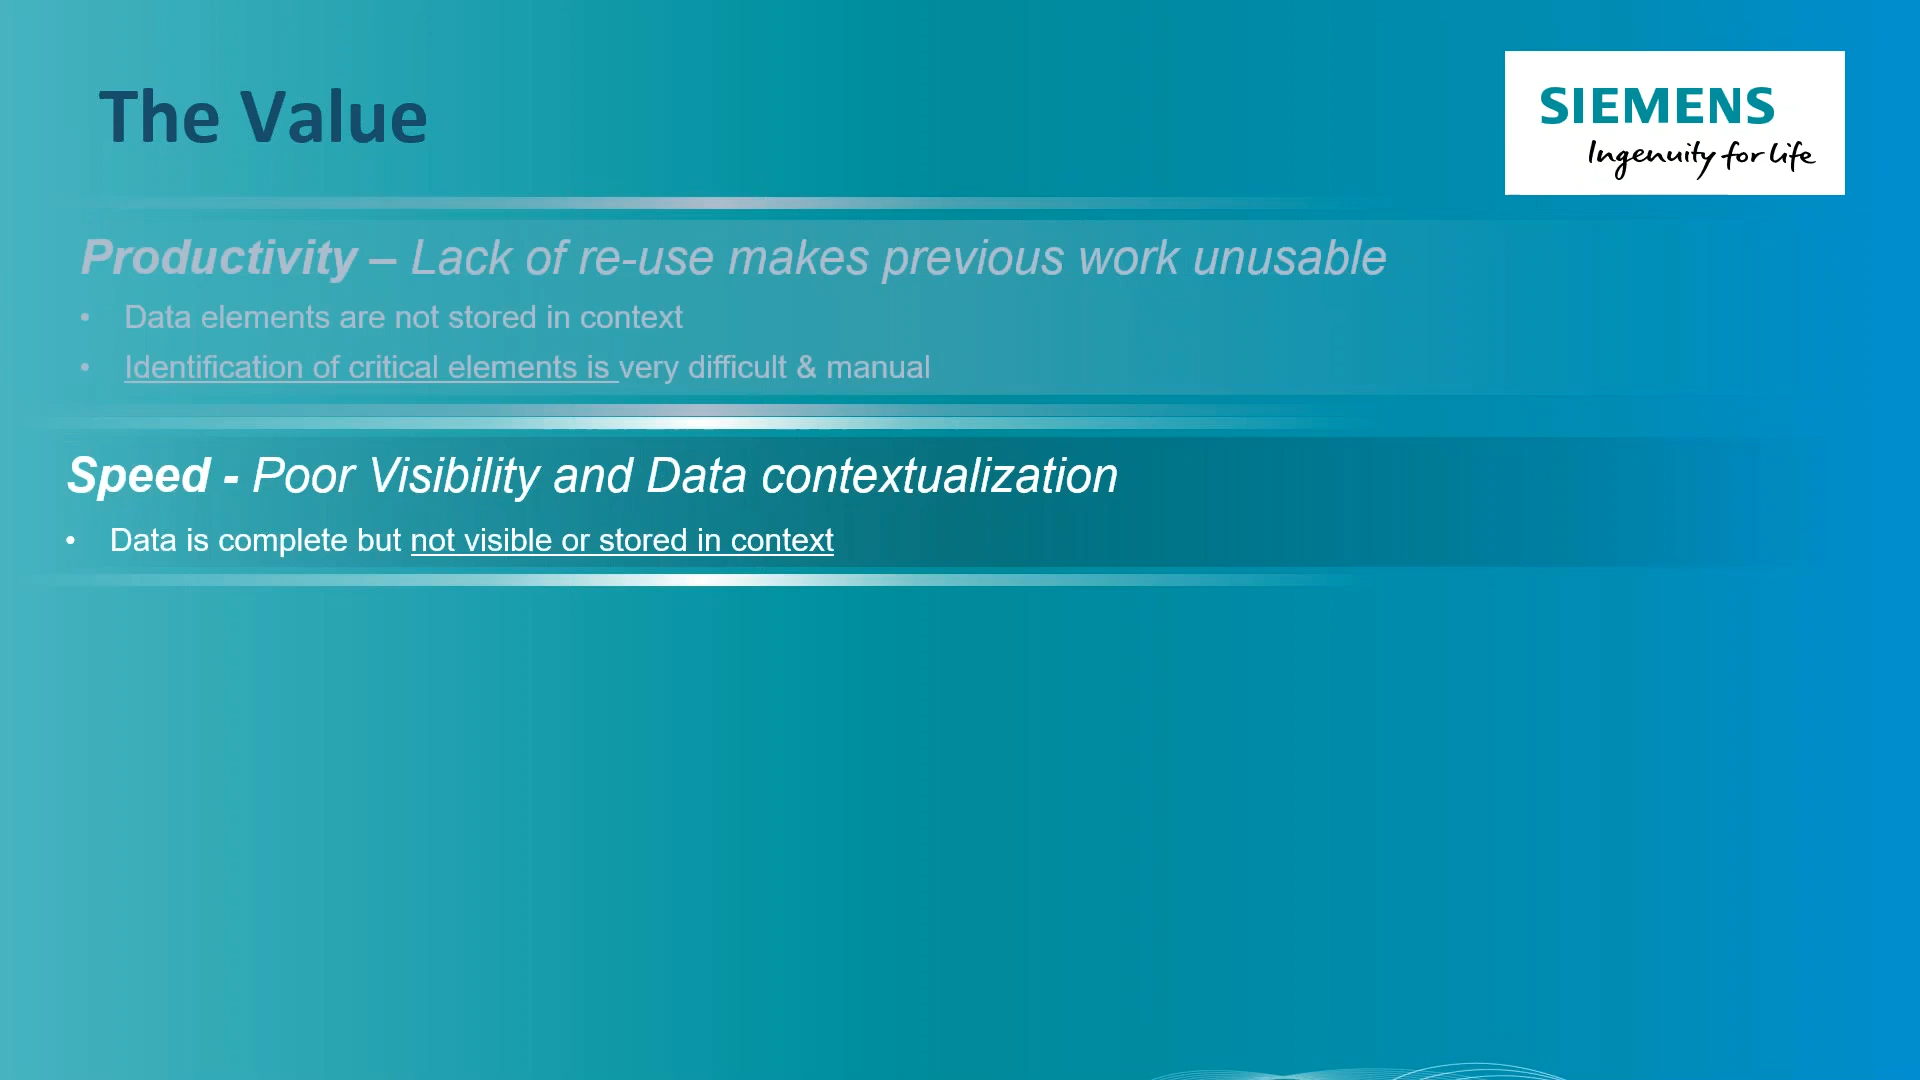 The Value
SIEMENS
Ingenuity for life
Productivity – Lack of re-use makes previous work unusable
• Data elements are not stored in context
• Identification of critical elements is very difficult & manual
Speed - Poor Visibility and Data contextualization
• Data is complete but not visible or stored in context